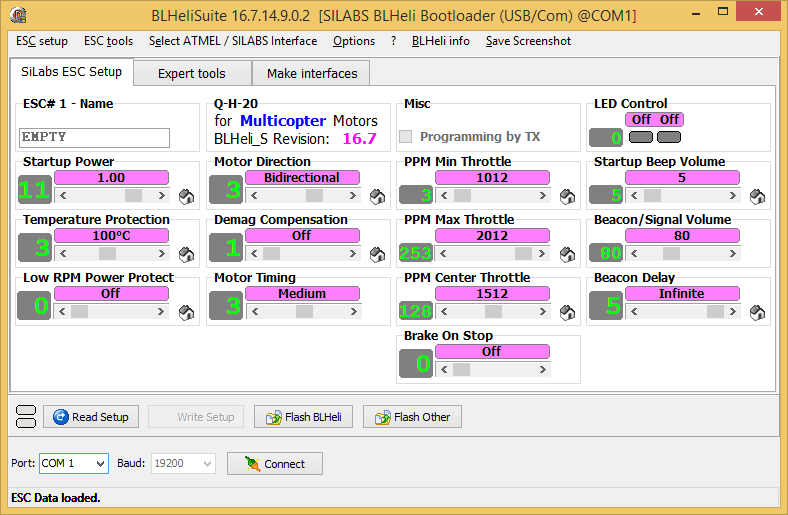 BLHeliSuite 16.7.14.9.0.2 [SILABS BLHeli Bootloader (USB/Com) @COM1]
ESC setup ESC tools Select ATMEL / SILABS Interface Options ? BLHeli info Save Screenshot
SiLabs ESC Setup Expert tools Make interfaces
ESC# 1 - Name
EMPTY
Q-H-20
for Multicopter Motors
BLHeli_S Revision: 16.7
Misc
Programming by TX
LED Control
Off Off
0
Startup Power
1.00
11
Motor Direction
Bidirectional
3
PPM Min Throttle
1012
3
Startup Beep Volume
5
5
Temperature Protection
100°C
3
Demag Compensation
Off
1
PPM Max Throttle
2012
253
Beacon/Signal Volume
80
80
Low RPM Power Protect
Off
0
Motor Timing
Medium
3
PPM Center Throttle
1512
128
Beacon Delay
Infinite
5
Brake On Stop
Off
0
Read Setup Write Setup Flash BLHeli Flash Other
Port: COM 1 Baud: 19200 Connect
ESC Data loaded.